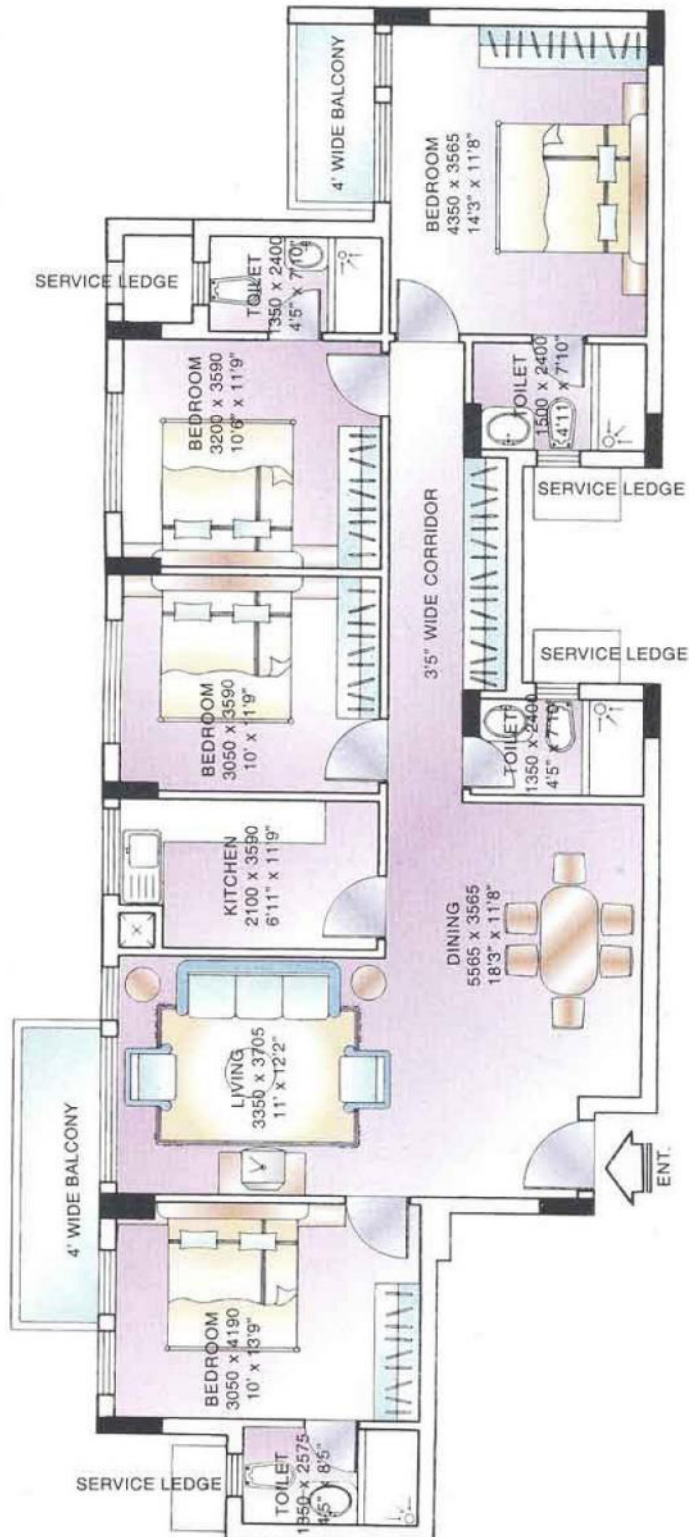 4' WIDE BALCONY
BEDROOM
4350 x 3565
14'3" x 11'8"
SERVICE LEDGE
TOILET
1350 x 2400
4'5" x 7'10"
BEDROOM
3200 x 3590
10'6" x 11'9"
TOILET
1500 x 2400
4'11" x 7'10"
SERVICE LEDGE
3'5" WIDE CORRIDOR
BEDROOM
3050 x 3590
10' x 11'9"
SERVICE LEDGE
TOILET
1350 x 2400
4'5" x 7'10"
KITCHEN
2100 x 3590
6'11" x 11'9"
DINING
5565 x 3565
18'3" x 11'8"
LIVING
3350 x 3705
11' x 12'2"
4' WIDE BALCONY
ENT.
BEDROOM
3050 x 4190
10' x 13'9"
SERVICE LEDGE
TOILET
1350 x 2575
4'5" x 8'5"